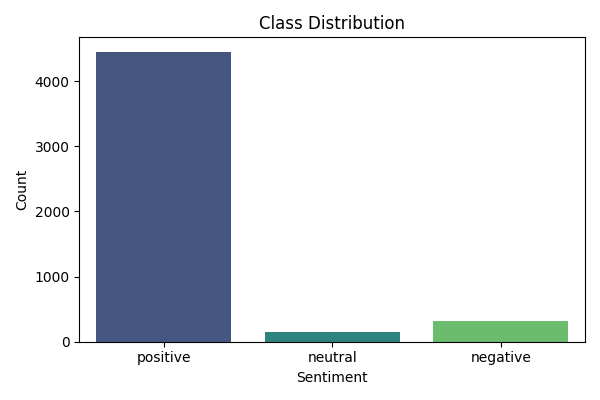 Class Distribution
4000
3000
2000
1000
0
Count
positive
neutral
negative
Sentiment